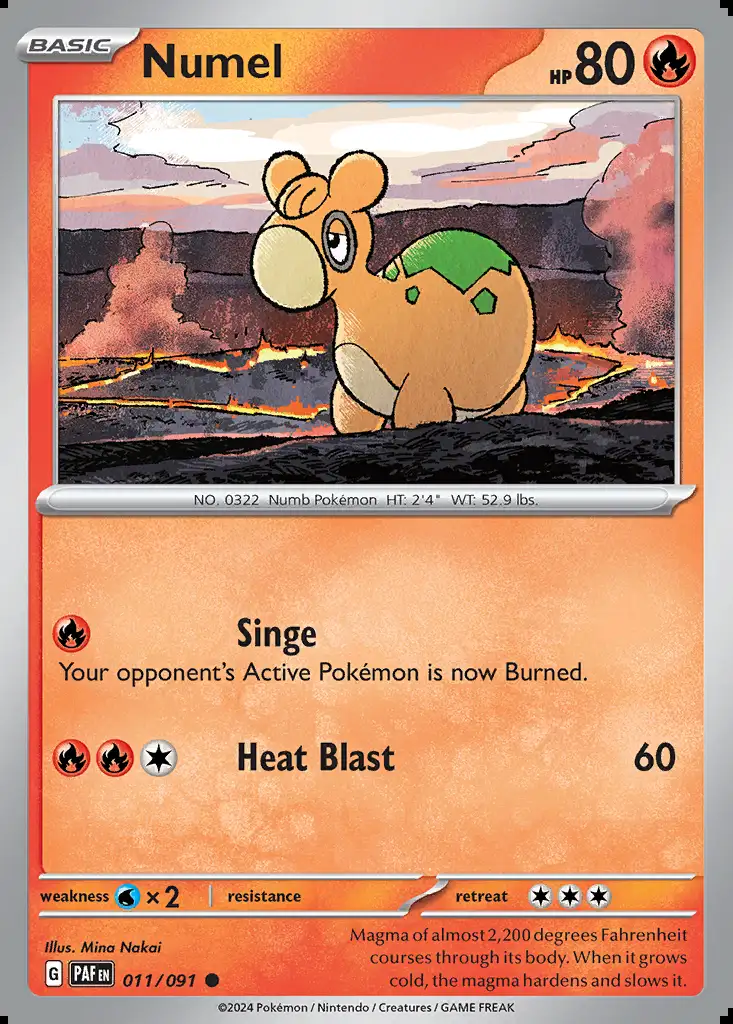 BASIC
Numel
HP 80
NO. 0322 Numb Pokémon HT: 2'4" WT: 52.9 lbs.
Singe
Your opponent's Active Pokémon is now Burned.
Heat Blast 60
weakness ×2 resistance retreat
Illus. Mina Nakai
Magma of almost 2,200 degrees Fahrenheit
courses through its body. When it grows
cold, the magma hardens and slows it.
G PAF EN 011/091
©2024 Pokémon / Nintendo / Creatures / GAME FREAK